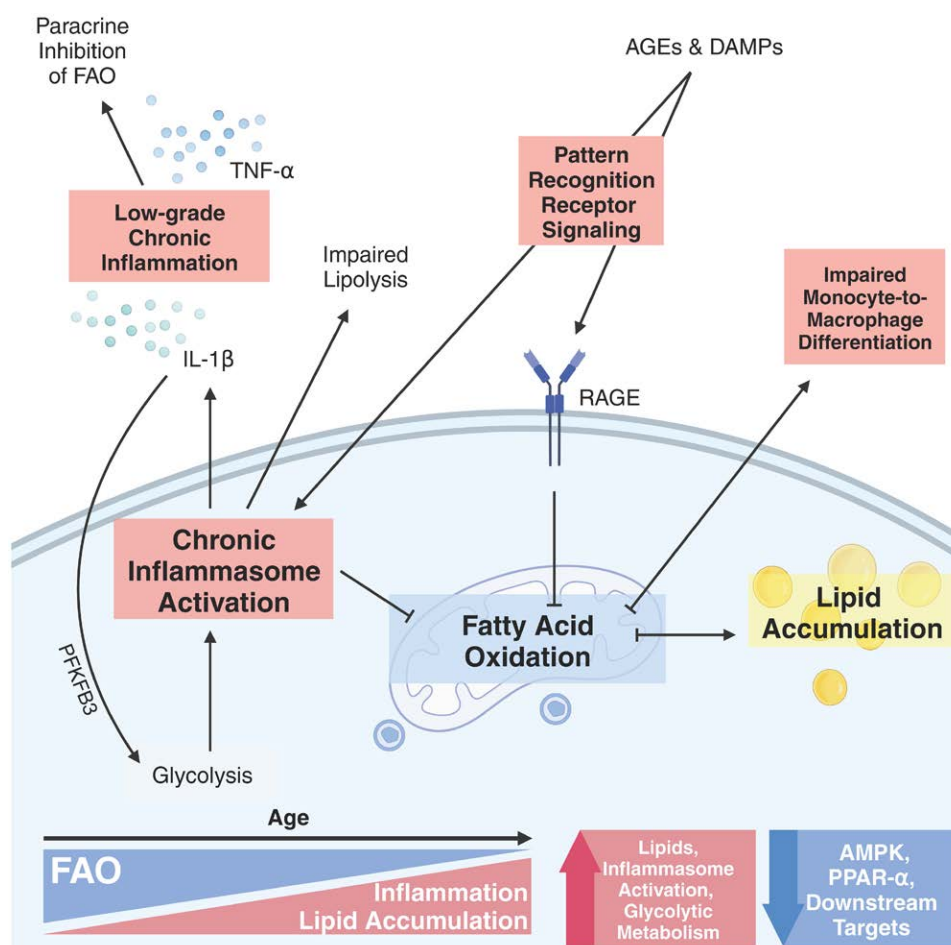 Paracrine
Inhibition
of FAO
AGEs & DAMPs
TNF-α
Pattern
Recognition
Receptor
Signaling
Low-grade
Chronic
Inflammation
Impaired
Lipolysis
Impaired
Monocyte-to-
Macrophage
Differentiation
IL-1β
RAGE
Chronic
Inflammasome
Activation
Fatty Acid
Oxidation
Lipid
Accumulation
PFKFB3
Glycolysis
Age
FAO
Inflammation
Lipid Accumulation
Lipids,
Inflammasome
Activation,
Glycolytic
Metabolism
AMPK,
PPAR-α,
Downstream
Targets